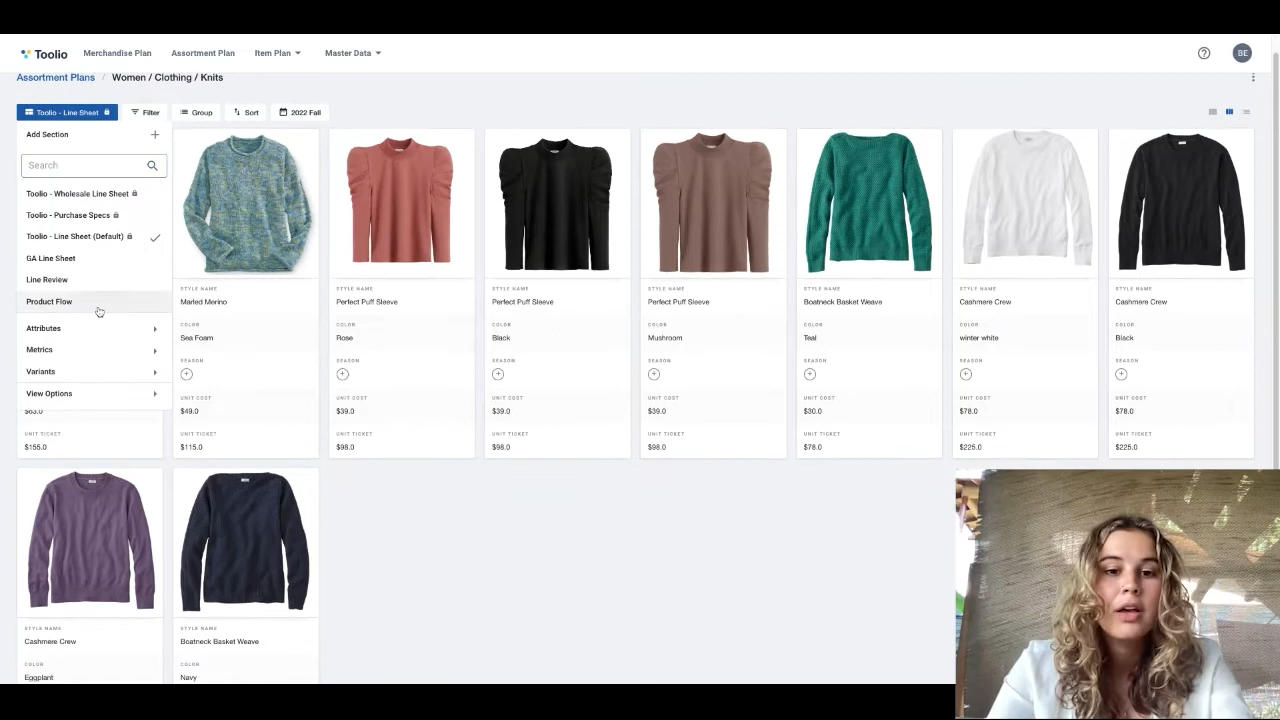 Toolio Merchandise Plan Assortment Plan Item Plan Master Data BE
Assortment Plans / Women / Clothing / Knits
Toolio - Line Sheet Filter Group Sort 2022 Fall
Add Section
Search
Toolio - Wholesale Line Sheet
Toolio - Purchase Specs
Toolio - Line Sheet (Default)
GA Line Sheet
Line Review
Product Flow
Attributes
Metrics
Variants
View Options
$63.0
UNIT TICKET
$155.0
STYLE NAME
Marled Merino
COLOR
Sea Foam
SEASON
UNIT COST
$49.0
UNIT TICKET
$115.0
STYLE NAME
Perfect Puff Sleeve
COLOR
Rose
SEASON
UNIT COST
$39.0
UNIT TICKET
$98.0
STYLE NAME
Perfect Puff Sleeve
COLOR
Black
SEASON
UNIT COST
$39.0
UNIT TICKET
$98.0
STYLE NAME
Perfect Puff Sleeve
COLOR
Mushroom
SEASON
UNIT COST
$39.0
UNIT TICKET
$98.0
STYLE NAME
Boatneck Basket Weave
COLOR
Teal
SEASON
UNIT COST
$30.0
UNIT TICKET
$78.0
STYLE NAME
Cashmere Crew
COLOR
winter white
SEASON
UNIT COST
$78.0
UNIT TICKET
$225.0
STYLE NAME
Cashmere Crew
COLOR
Black
SEASON
UNIT COST
$78.0
UNIT TICKET
$225.0
STYLE NAME
Cashmere Crew
COLOR
Eggplant
STYLE NAME
Boatneck Basket Weave
COLOR
Navy